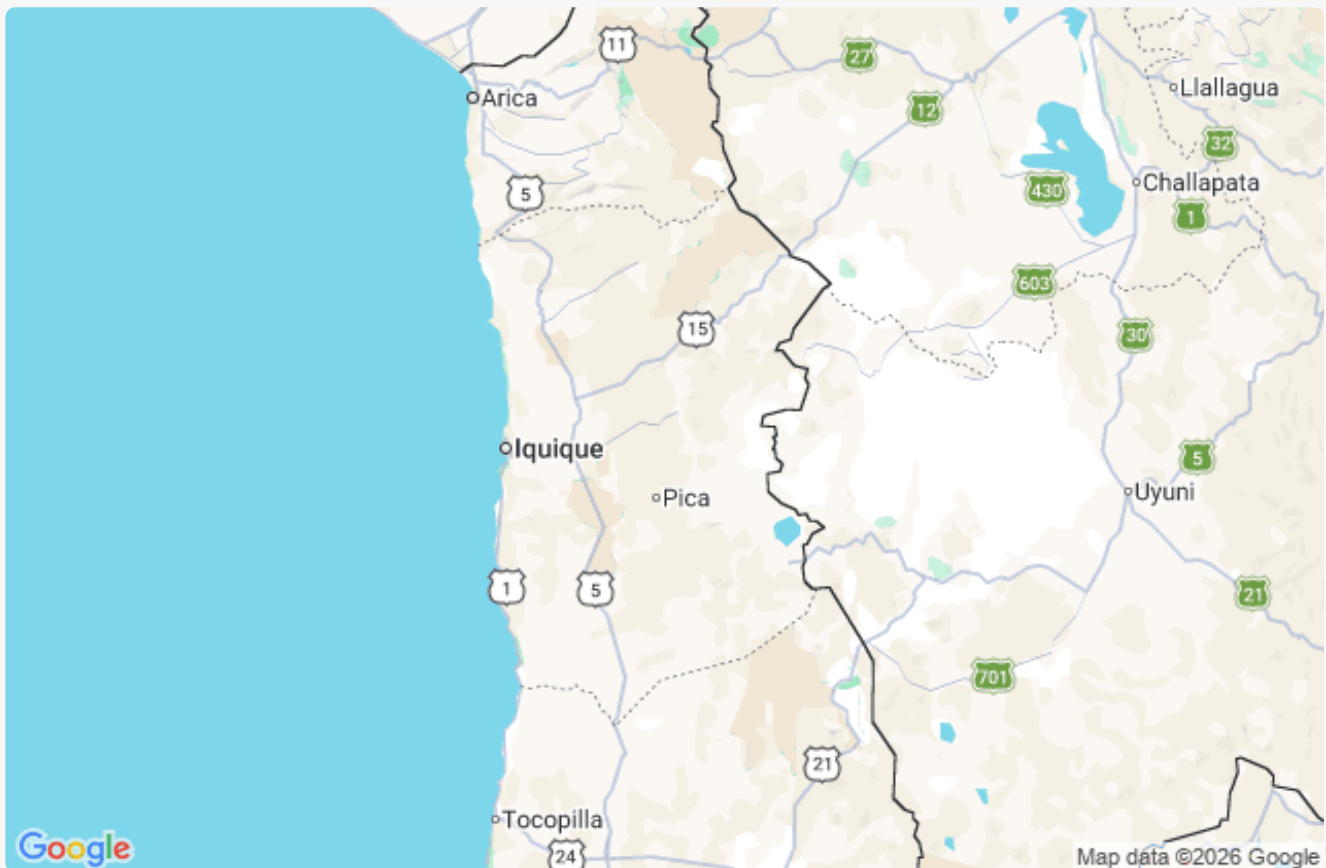 11
27
Llallagua
Arica
12
32
430
Challapata
5
1
603
15
30
Iquique
5
Pica
Uyuni
1
5
21
701
21
Tocopilla
24
Google
Map data ©2026 Google